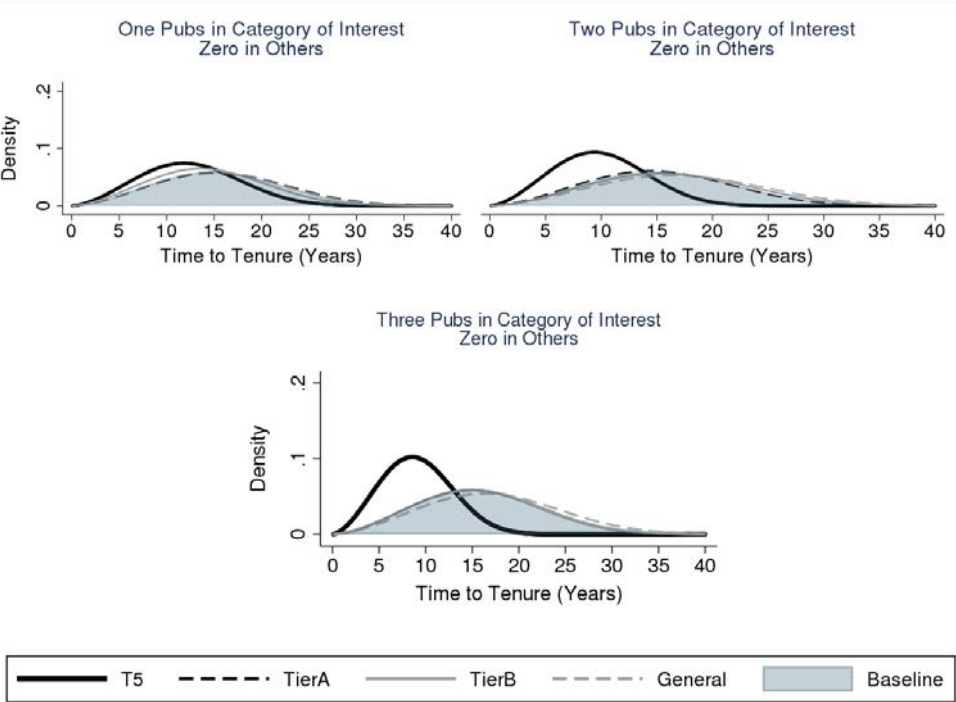 One Pubs in Category of Interest
Zero in Others
Density
.2
.1
0
0 5 10 15 20 25 30 35 40
Time to Tenure (Years)
Two Pubs in Category of Interest
Zero in Others
0 5 10 15 20 25 30 35 40
Time to Tenure (Years)
Three Pubs in Category of Interest
Zero in Others
Density
.2
.1
0
0 5 10 15 20 25 30 35 40
Time to Tenure (Years)
T5 TierA TierB General Baseline